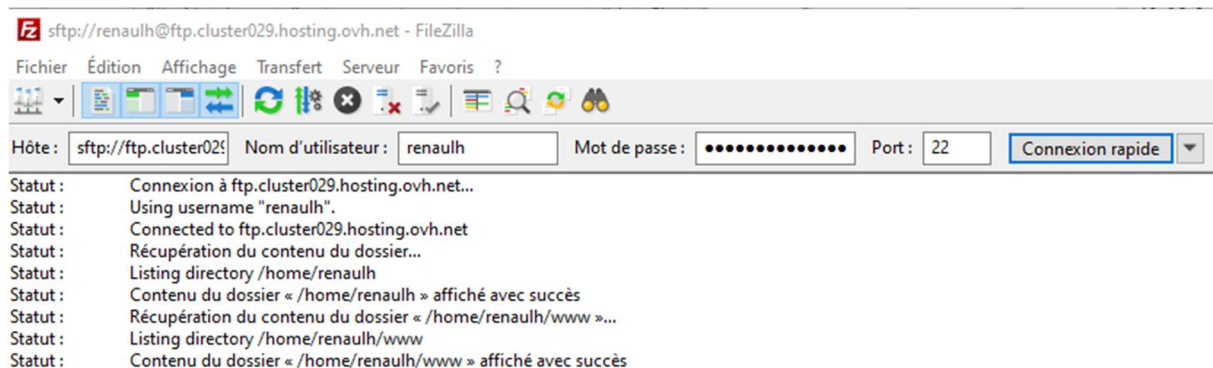 sftp://renaulh@ftp.cluster029.hosting.ovh.net - FileZilla
Fichier Édition Affichage Transfert Serveur Favoris ?
Hôte : sftp://ftp.cluster029 Nom d'utilisateur : renaulh Mot de passe : ●●●●●●●●●●●●●● Port : 22 Connexion rapide
Statut : Connexion à ftp.cluster029.hosting.ovh.net...
Statut : Using username "renaulh".
Statut : Connected to ftp.cluster029.hosting.ovh.net
Statut : Récupération du contenu du dossier...
Statut : Listing directory /home/renaulh
Statut : Contenu du dossier « /home/renaulh » affiché avec succès
Statut : Récupération du contenu du dossier « /home/renaulh/www »...
Statut : Listing directory /home/renaulh/www
Statut : Contenu du dossier « /home/renaulh/www » affiché avec succès